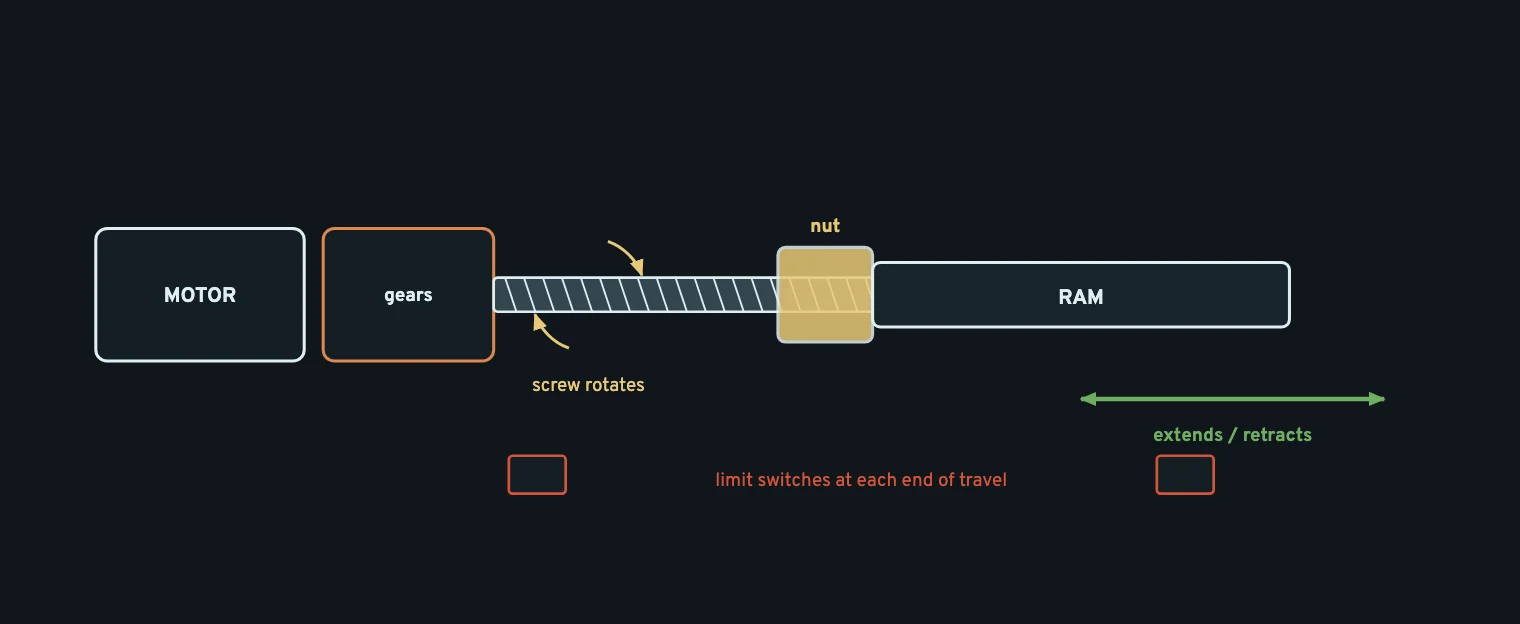 nut
MOTOR
gears
RAM
screw rotates
extends / retracts
limit switches at each end of travel